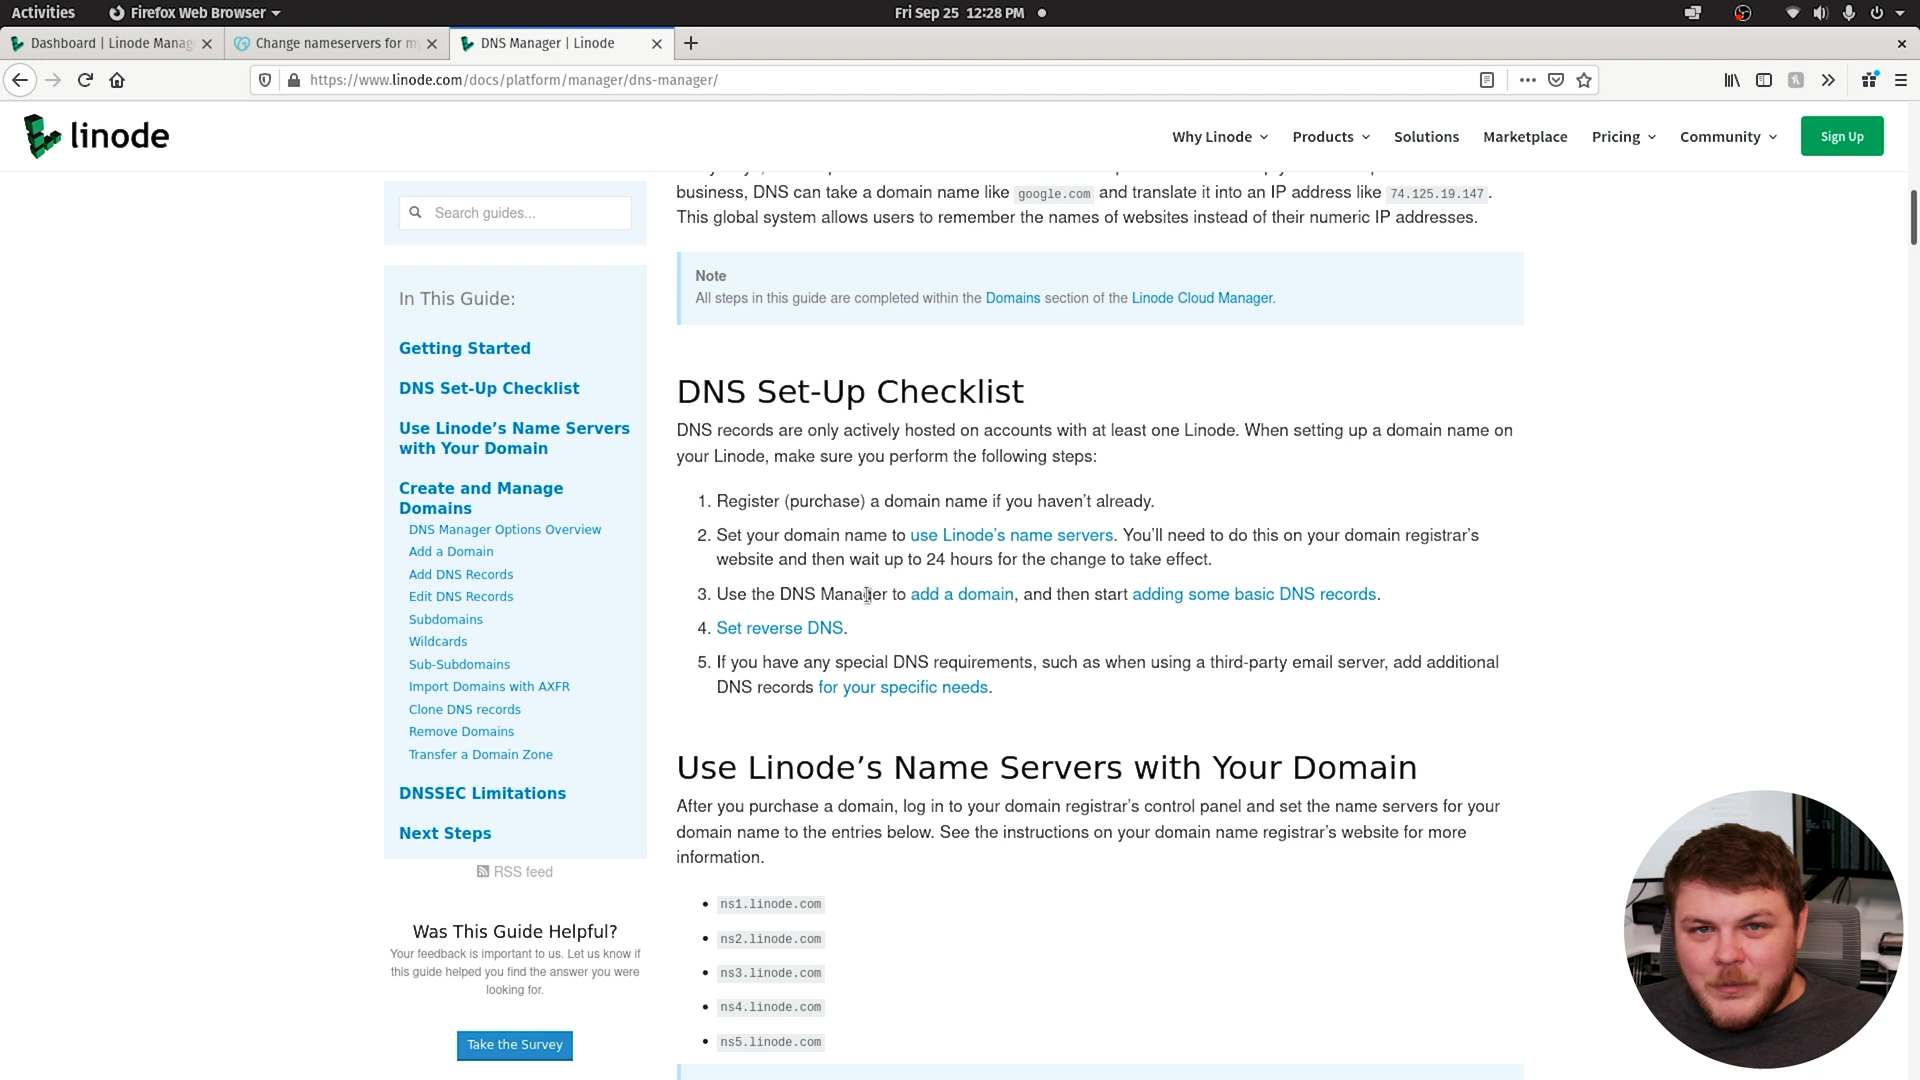 Activities
Firefox Web Browser
Fri Sep 25 12:28 PM
Dashboard | Linode Manag
Change nameservers for my
DNS Manager | Linode
https://www.linode.com/docs/platform/manager/dns-manager/
linode
Why Linode
Products
Solutions
Marketplace
Pricing
Community
Sign Up
Search guides...
In This Guide:
Getting Started
DNS Set-Up Checklist
Use Linode’s Name Servers
with Your Domain
Create and Manage
Domains
DNS Manager Options Overview
Add a Domain
Add DNS Records
Edit DNS Records
Subdomains
Wildcards
Sub-Subdomains
Import Domains with AXFR
Clone DNS records
Remove Domains
Transfer a Domain Zone
DNSSEC Limitations
Next Steps
RSS feed
Was This Guide Helpful?
Your feedback is important to us. Let us know if
this guide helped you find the answer you were
looking for.
Take the Survey
business, DNS can take a domain name like google.com and translate it into an IP address like 74.125.19.147.
This global system allows users to remember the names of websites instead of their numeric IP addresses.
Note
All steps in this guide are completed within the Domains section of the Linode Cloud Manager.
DNS Set-Up Checklist
DNS records are only actively hosted on accounts with at least one Linode. When setting up a domain name on
your Linode, make sure you perform the following steps:
1. Register (purchase) a domain name if you haven’t already.
2. Set your domain name to use Linode’s name servers. You’ll need to do this on your domain registrar’s
website and then wait up to 24 hours for the change to take effect.
3. Use the DNS Manager to add a domain, and then start adding some basic DNS records.
4. Set reverse DNS.
5. If you have any special DNS requirements, such as when using a third-party email server, add additional
DNS records for your specific needs.
Use Linode’s Name Servers with Your Domain
After you purchase a domain, log in to your domain registrar’s control panel and set the name servers for your
domain name to the entries below. See the instructions on your domain name registrar’s website for more
information.
• ns1.linode.com
• ns2.linode.com
• ns3.linode.com
• ns4.linode.com
• ns5.linode.com